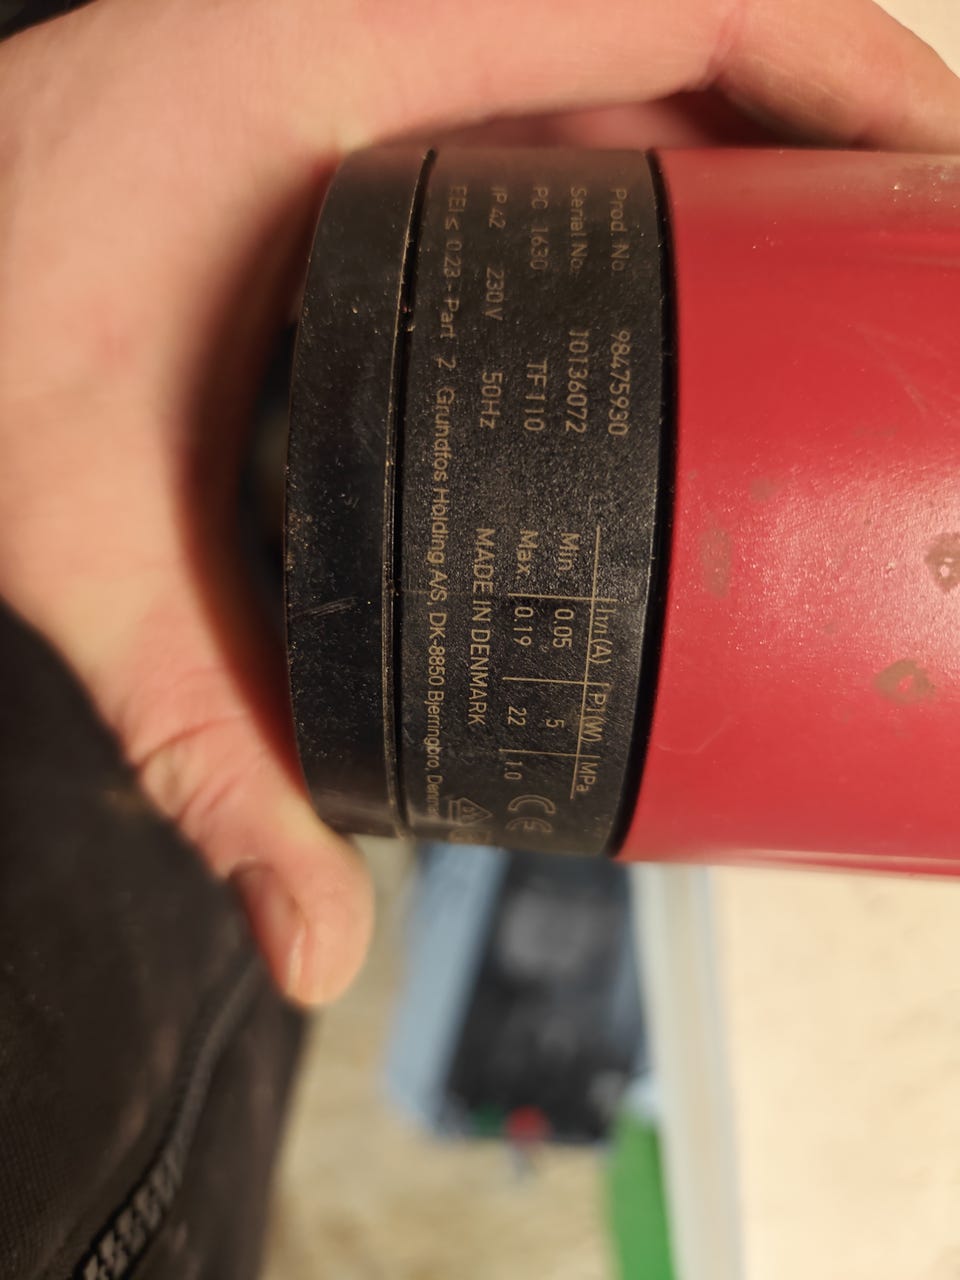 Prod. No. 98475930
Serial No. 10136072
PC 1630 TF110
IP 42 230V 50Hz
I1/1(A) P1(W) MPa
Min. 0.05 5
Max. 0.19 22 1.0
MADE IN DENMARK
EEI ≤ 0.23 - Part 2 Grundfos Holding A/S, DK-8850 Bjerringbro, Denma
CE